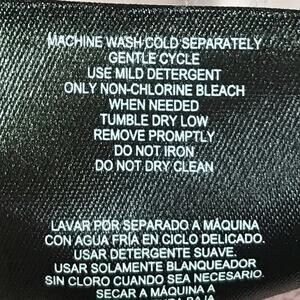 MACHINE WASH COLD SEPARATELY
GENTLE CYCLE
USE MILD DETERGENT
ONLY NON-CHLORINE BLEACH
WHEN NEEDED
TUMBLE DRY LOW
REMOVE PROMPTLY
DO NOT IRON
DO NOT DRY CLEAN
LAVAR POR SEPARADO A MÁQUINA
CON AGUA FRÍA EN CICLO DELICADO.
USAR DETERGENTE SUAVE.
USAR SOLAMENTE BLANQUEADOR
SIN CLORO CUANDO SEA NECESARIO.
SECAR A MÁQUINA A